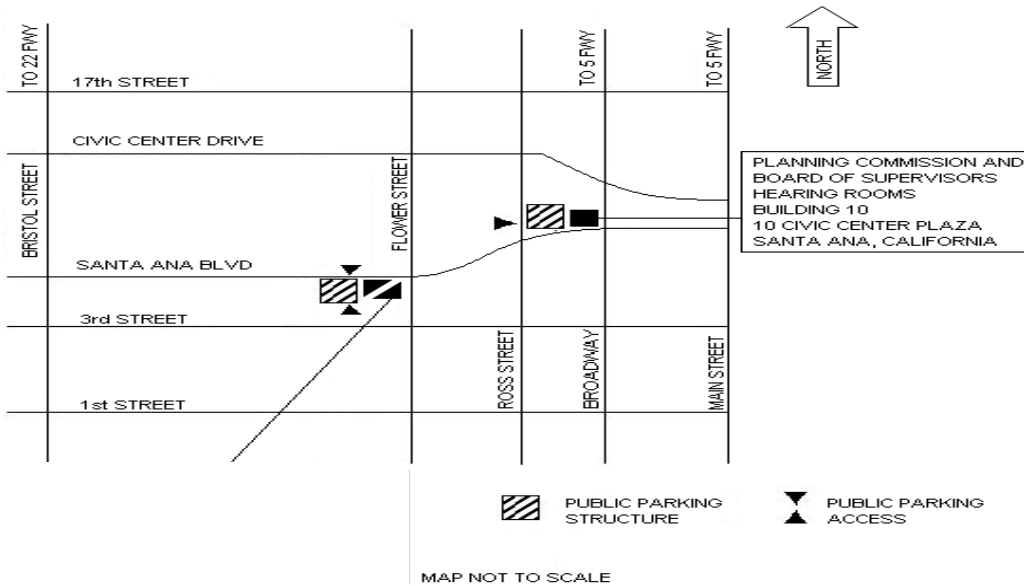 TO 22 FWY
TO 5 FWY
TO 5 FWY
NORTH
17th STREET
CIVIC CENTER DRIVE
BRISTOL STREET
FLOWER STREET
PLANNING COMMISSION AND
BOARD OF SUPERVISORS
HEARING ROOMS
BUILDING 10
10 CIVIC CENTER PLAZA
SANTA ANA, CALIFORNIA
SANTA ANA BLVD
3rd STREET
ROSS STREET
BROADWAY
MAIN STREET
1st STREET
PUBLIC PARKING
STRUCTURE
PUBLIC PARKING
ACCESS
MAP NOT TO SCALE